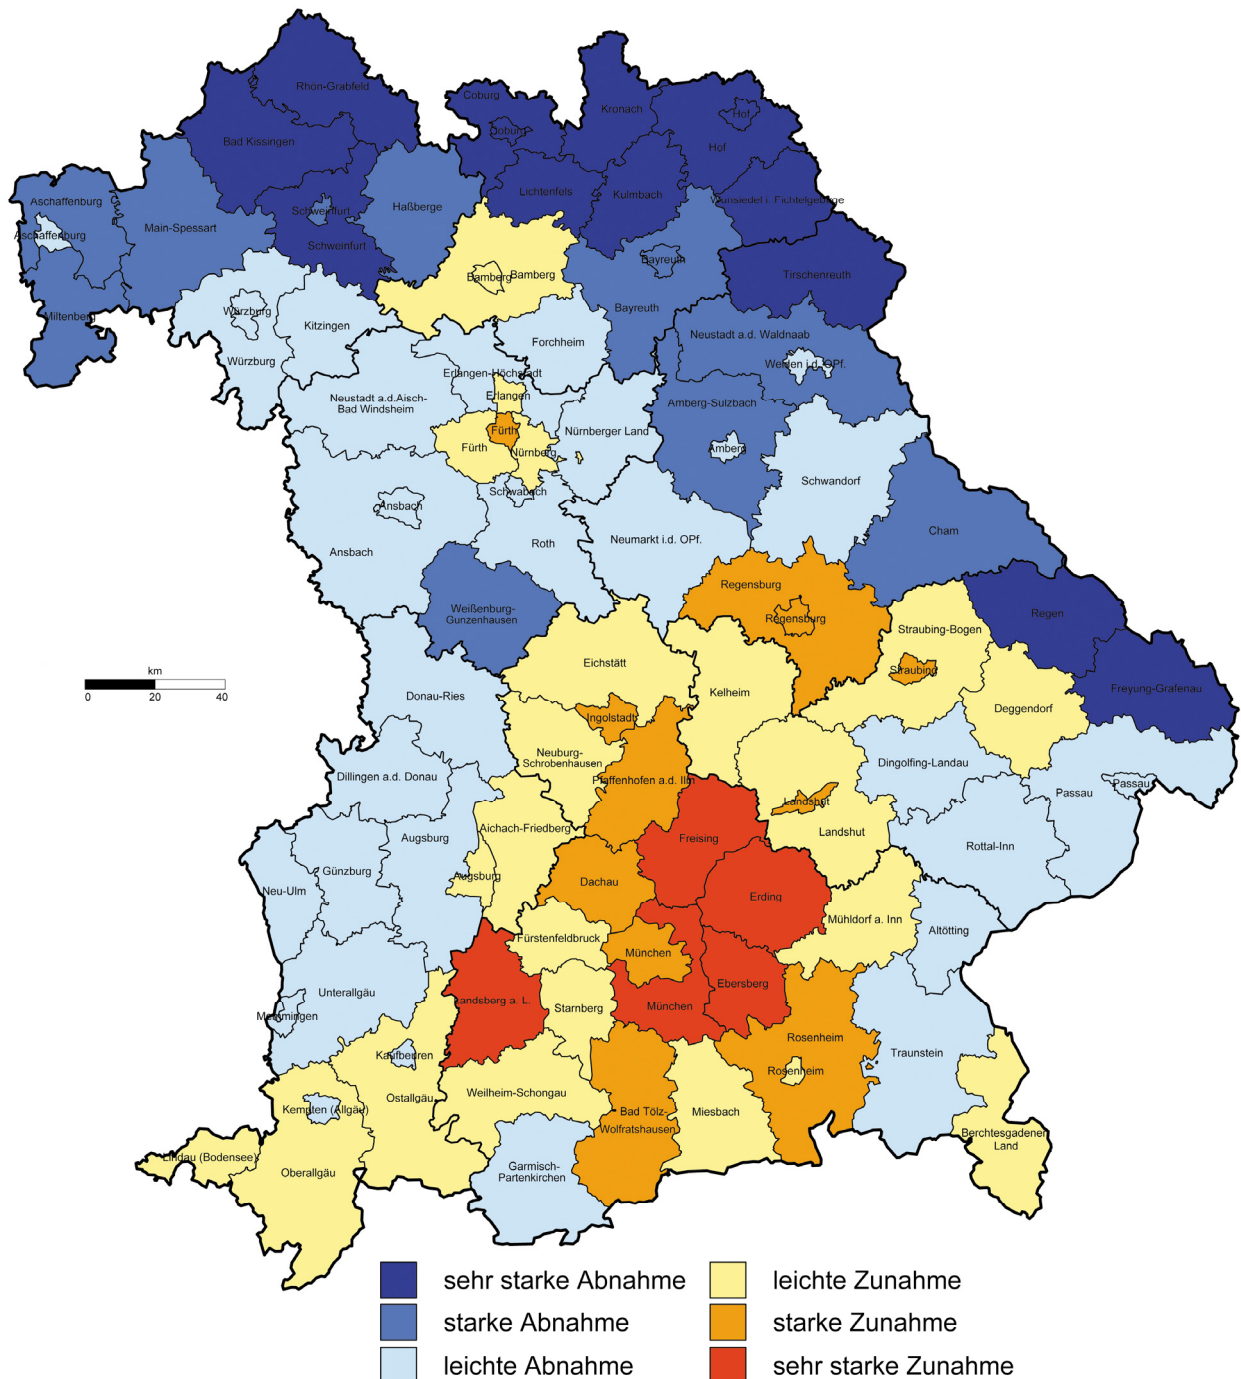 Rhön-Grabfeld
Coburg
Kronach
Hof
Coburg
Hof
Bad Kissingen
Lichtenfels
Kulmbach
Wunsiedel i. Fichtelgebirge
Aschaffenburg
Haßberge
Schweinfurt
Main-Spessart
Aschaffenburg
Schweinfurt
Bayreuth
Bamberg
Bamberg
Tirschenreuth
Miltenberg
Würzburg
Kitzingen
Bayreuth
Neustadt a.d. Waldnaab
Forchheim
Würzburg
Weiden i.d. OPf.
Erlangen-Höchstadt
Erlangen
Neustadt a.d.Aisch-
Bad Windsheim
Amberg-Sulzbach
Fürth
Nürnberger Land
Fürth
Nürnberg
Amberg
Schwandorf
Schwabach
Ansbach
Cham
Ansbach
Roth
Neumarkt i.d. OPf.
Regensburg
Weißenburg-
Gunzenhausen
Regensburg
Regen
Straubing-Bogen
Eichstätt
Straubing
km
0
20
40
Donau-Ries
Kelheim
Freyung-Grafenau
Deggendorf
Ingolstadt
Neuburg-
Schrobenhausen
Dingolfing-Landau
Dillingen a.d. Donau
Pfaffenhofen a.d. Ilm
Passau
Passau
Landshut
Aichach-Friedberg
Landshut
Augsburg
Freising
Rottal-Inn
Günzburg
Augsburg
Dachau
Neu-Ulm
Erding
Mühldorf a. Inn
Altötting
Fürstenfeldbruck
München
Unterallgäu
Ebersberg
Landsberg a. L.
Starnberg
München
Memmingen
Rosenheim
Kaufbeuren
Traunstein
Rosenheim
Weilheim-Schongau
Ostallgäu
Kempten (Allgäu)
Bad Tölz-
Wolfratshausen
Miesbach
Berchtesgadener
Land
Lindau (Bodensee)
Oberallgäu
Garmisch-
Partenkirchen
sehr starke Abnahme
leichte Zunahme
starke Abnahme
starke Zunahme
leichte Abnahme
sehr starke Zunahme